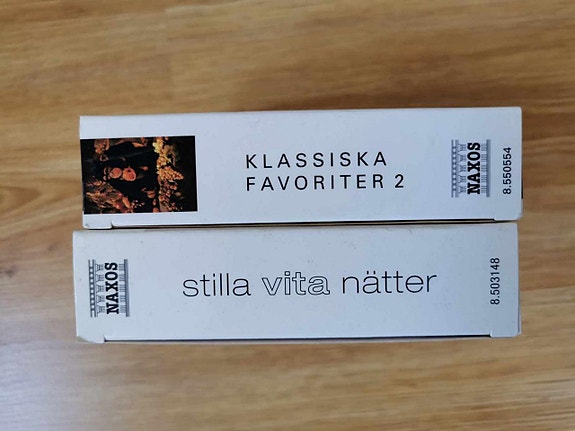 KLASSISKA
FAVORITER 2
NAXOS
8.550554
NAXOS
stilla vita nätter
8.503148